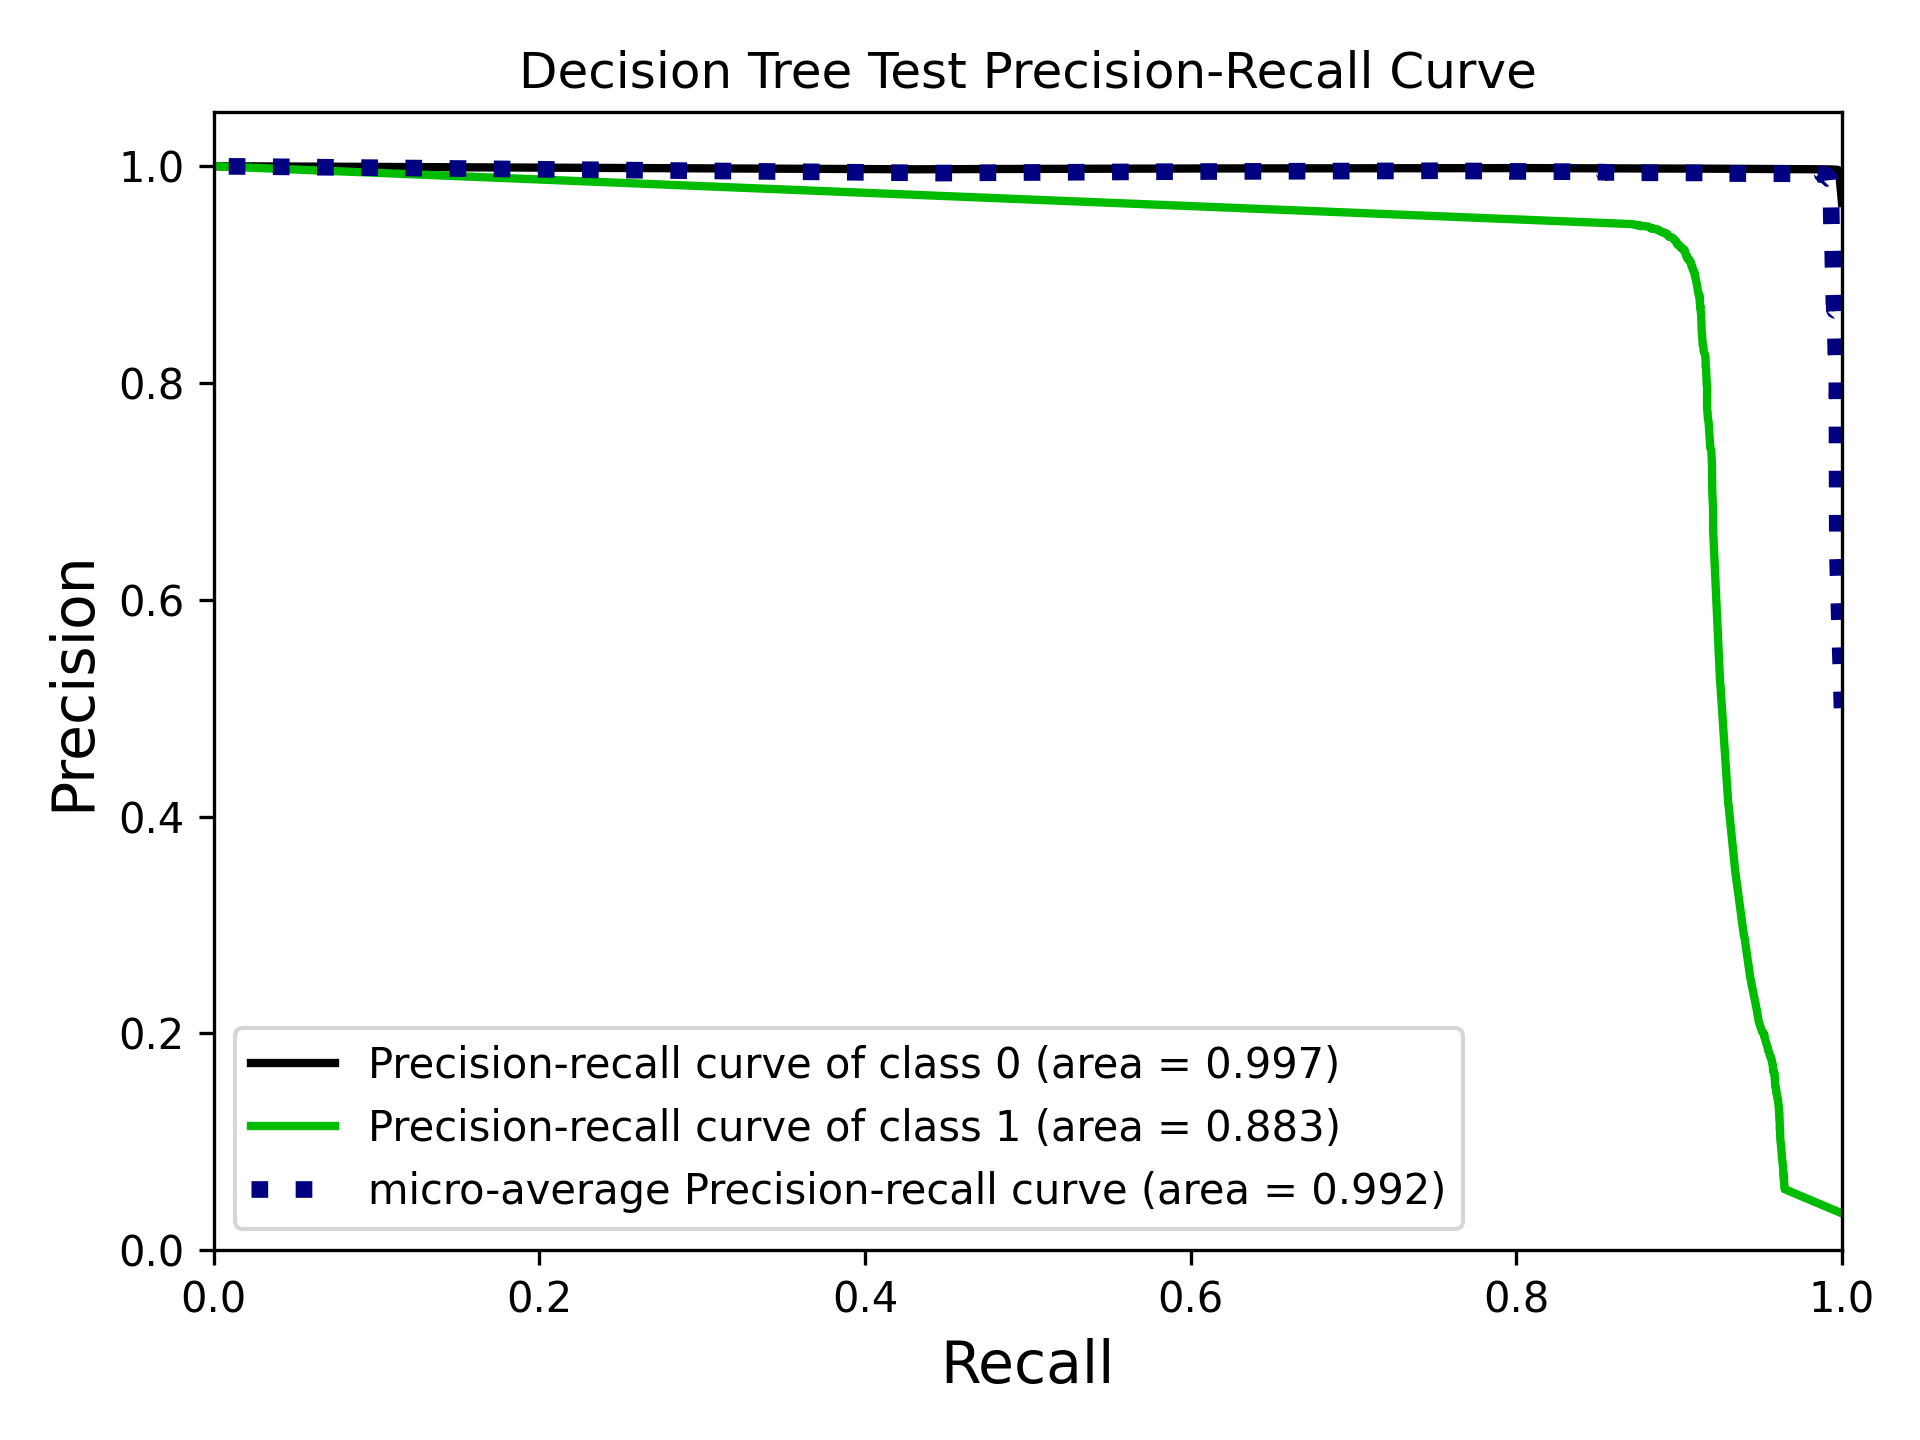 Decision Tree Test Precision-Recall Curve
1.0
0.8
0.6
0.4
0.2
0.0
Precision
Precision-recall curve of class 0 (area = 0.997)
Precision-recall curve of class 1 (area = 0.883)
micro-average Precision-recall curve (area = 0.992)
0.0 0.2 0.4 0.6 0.8 1.0
Recall